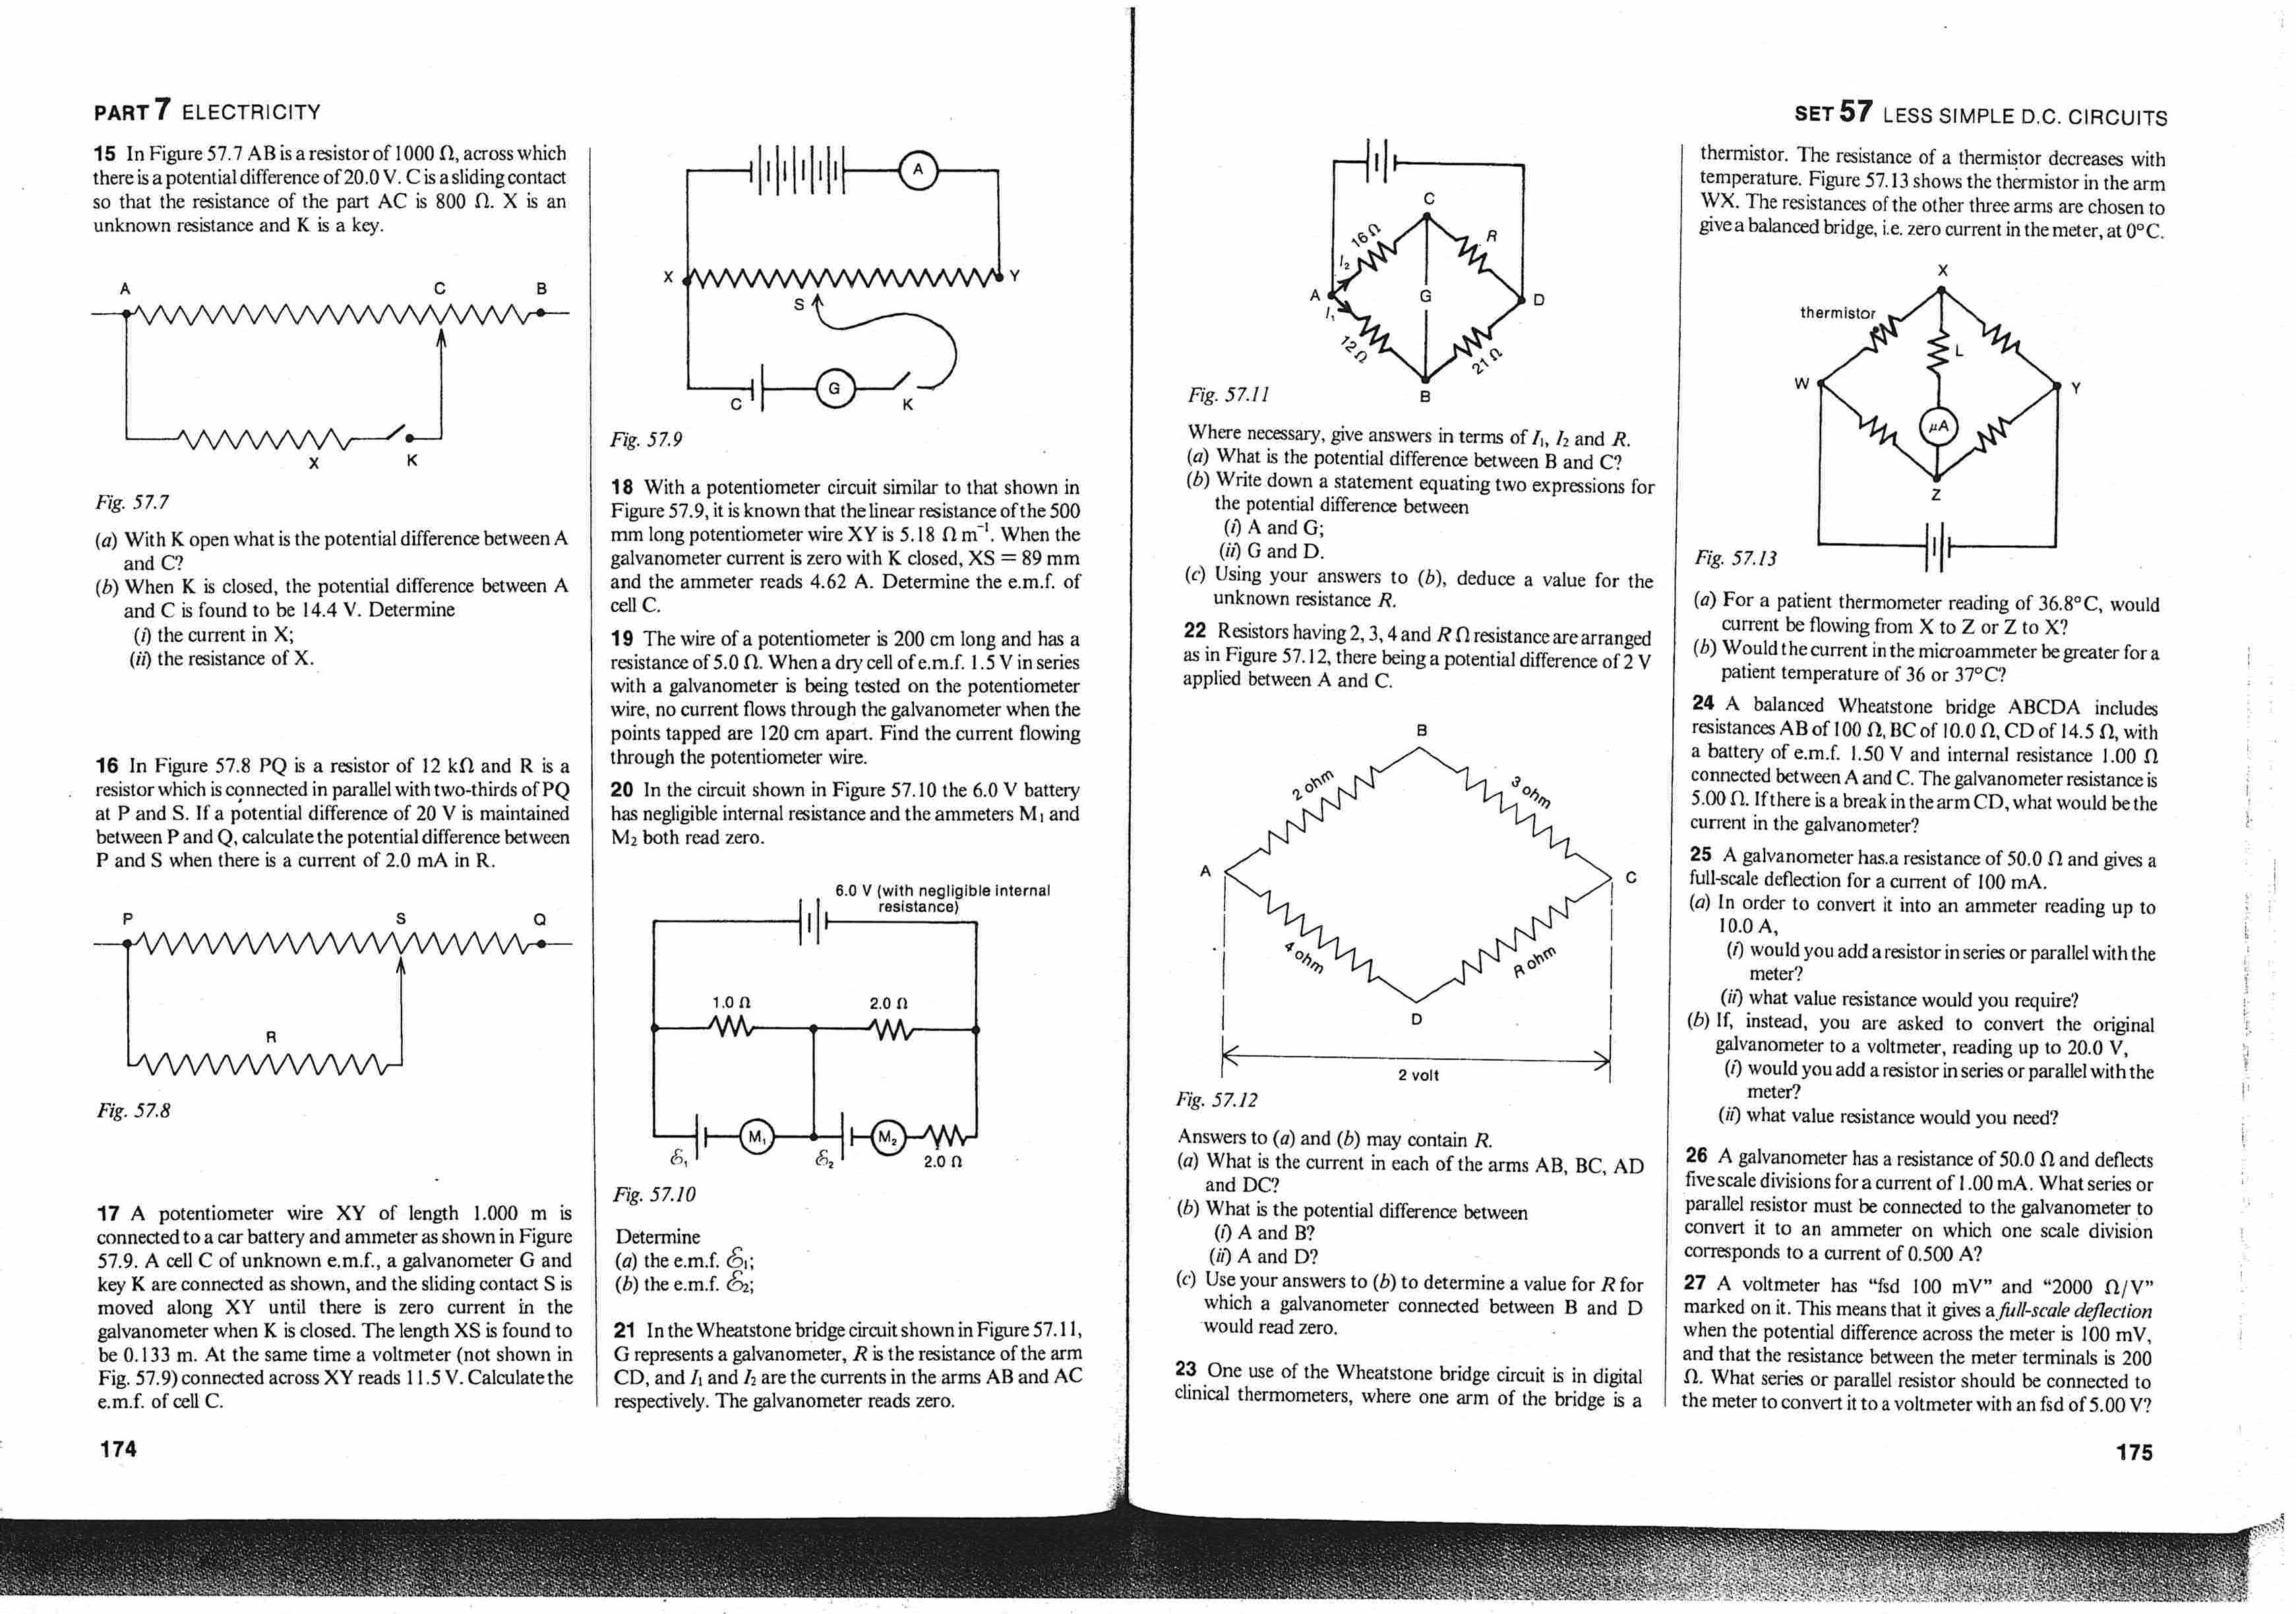 PART 7 ELECTRICITY
15 In Figure 57.7 AB is a resistor of 1000 Ω, across which
there is a potential difference of 20.0 V. C is a sliding contact
so that the resistance of the part AC is 800 Ω. X is an
unknown resistance and K is a key.
A
C
B
X
K
Fig. 57.7
(a) With K open what is the potential difference between A
and C?
(b) When K is closed, the potential difference between A
and C is found to be 14.4 V. Determine
(i) the current in X;
(ii) the resistance of X.
16 In Figure 57.8 PQ is a resistor of 12 kΩ and R is a
resistor which is connected in parallel with two-thirds of PQ
at P and S. If a potential difference of 20 V is maintained
between P and Q, calculate the potential difference between
P and S when there is a current of 2.0 mA in R.
P
S
Q
R
Fig. 57.8
17 A potentiometer wire XY of length 1.000 m is
connected to a car battery and ammeter as shown in Figure
57.9. A cell C of unknown e.m.f., a galvanometer G and
key K are connected as shown, and the sliding contact S is
moved along XY until there is zero current in the
galvanometer when K is closed. The length XS is found to
be 0.133 m. At the same time a voltmeter (not shown in
Fig. 57.9) connected across XY reads 11.5 V. Calculate the
e.m.f. of cell C.
174
A
X
Y
S
C
G
K
Fig. 57.9
18 With a potentiometer circuit similar to that shown in
Figure 57.9, it is known that the linear resistance of the 500
mm long potentiometer wire XY is 5.18 Ω m⁻¹. When the
galvanometer current is zero with K closed, XS = 89 mm
and the ammeter reads 4.62 A. Determine the e.m.f. of
cell C.
19 The wire of a potentiometer is 200 cm long and has a
resistance of 5.0 Ω. When a dry cell of e.m.f. 1.5 V in series
with a galvanometer is being tested on the potentiometer
wire, no current flows through the galvanometer when the
points tapped are 120 cm apart. Find the current flowing
through the potentiometer wire.
20 In the circuit shown in Figure 57.10 the 6.0 V battery
has negligible internal resistance and the ammeters M₁ and
M₂ both read zero.
6.0 V (with negligible internal
resistance)
1.0 Ω
2.0 Ω
M₁
M₂
ℰ₁
ℰ₂
2.0 Ω
Fig. 57.10
Determine
(a) the e.m.f. ℰ₁;
(b) the e.m.f. ℰ₂;
21 In the Wheatstone bridge circuit shown in Figure 57.11,
G represents a galvanometer, R is the resistance of the arm
CD, and I₁ and I₂ are the currents in the arms AB and AC
respectively. The galvanometer reads zero.
SET 57 LESS SIMPLE D.C. CIRCUITS
C
16 Ω
R
I₂
A
G
D
I₁
12 Ω
21 Ω
B
Fig. 57.11
Where necessary, give answers in terms of I₁, I₂ and R.
(a) What is the potential difference between B and C?
(b) Write down a statement equating two expressions for
the potential difference between
(i) A and G;
(ii) G and D.
(c) Using your answers to (b), deduce a value for the
unknown resistance R.
22 Resistors having 2, 3, 4 and R Ω resistance are arranged
as in Figure 57.12, there being a potential difference of 2 V
applied between A and C.
B
2 ohm
3 ohm
A
C
4 ohm
R ohm
D
2 volt
Fig. 57.12
Answers to (a) and (b) may contain R.
(a) What is the current in each of the arms AB, BC, AD
and DC?
(b) What is the potential difference between
(i) A and B?
(ii) A and D?
(c) Use your answers to (b) to determine a value for R for
which a galvanometer connected between B and D
would read zero.
23 One use of the Wheatstone bridge circuit is in digital
clinical thermometers, where one arm of the bridge is a
thermistor. The resistance of a thermistor decreases with
temperature. Figure 57.13 shows the thermistor in the arm
WX. The resistances of the other three arms are chosen to
give a balanced bridge, i.e. zero current in the meter, at 0°C.
X
thermistor
L
W
Y
μA
Z
Fig. 57.13
(a) For a patient thermometer reading of 36.8°C, would
current be flowing from X to Z or Z to X?
(b) Would the current in the microammeter be greater for a
patient temperature of 36 or 37°C?
24 A balanced Wheatstone bridge ABCDA includes
resistances AB of 100 Ω, BC of 10.0 Ω, CD of 14.5 Ω, with
a battery of e.m.f. 1.50 V and internal resistance 1.00 Ω
connected between A and C. The galvanometer resistance is
5.00 Ω. If there is a break in the arm CD, what would be the
current in the galvanometer?
25 A galvanometer has.a resistance of 50.0 Ω and gives a
full-scale deflection for a current of 100 mA.
(a) In order to convert it into an ammeter reading up to
10.0 A,
(i) would you add a resistor in series or parallel with the
meter?
(ii) what value resistance would you require?
(b) If, instead, you are asked to convert the original
galvanometer to a voltmeter, reading up to 20.0 V,
(i) would you add a resistor in series or parallel with the
meter?
(ii) what value resistance would you need?
26 A galvanometer has a resistance of 50.0 Ω and deflects
five scale divisions for a current of 1.00 mA. What series or
parallel resistor must be connected to the galvanometer to
convert it to an ammeter on which one scale division
corresponds to a current of 0.500 A?
27 A voltmeter has “fsd 100 mV” and “2000 Ω/V”
marked on it. This means that it gives a full-scale deflection
when the potential difference across the meter is 100 mV,
and that the resistance between the meter terminals is 200
Ω. What series or parallel resistor should be connected to
the meter to convert it to a voltmeter with an fsd of 5.00 V?
175